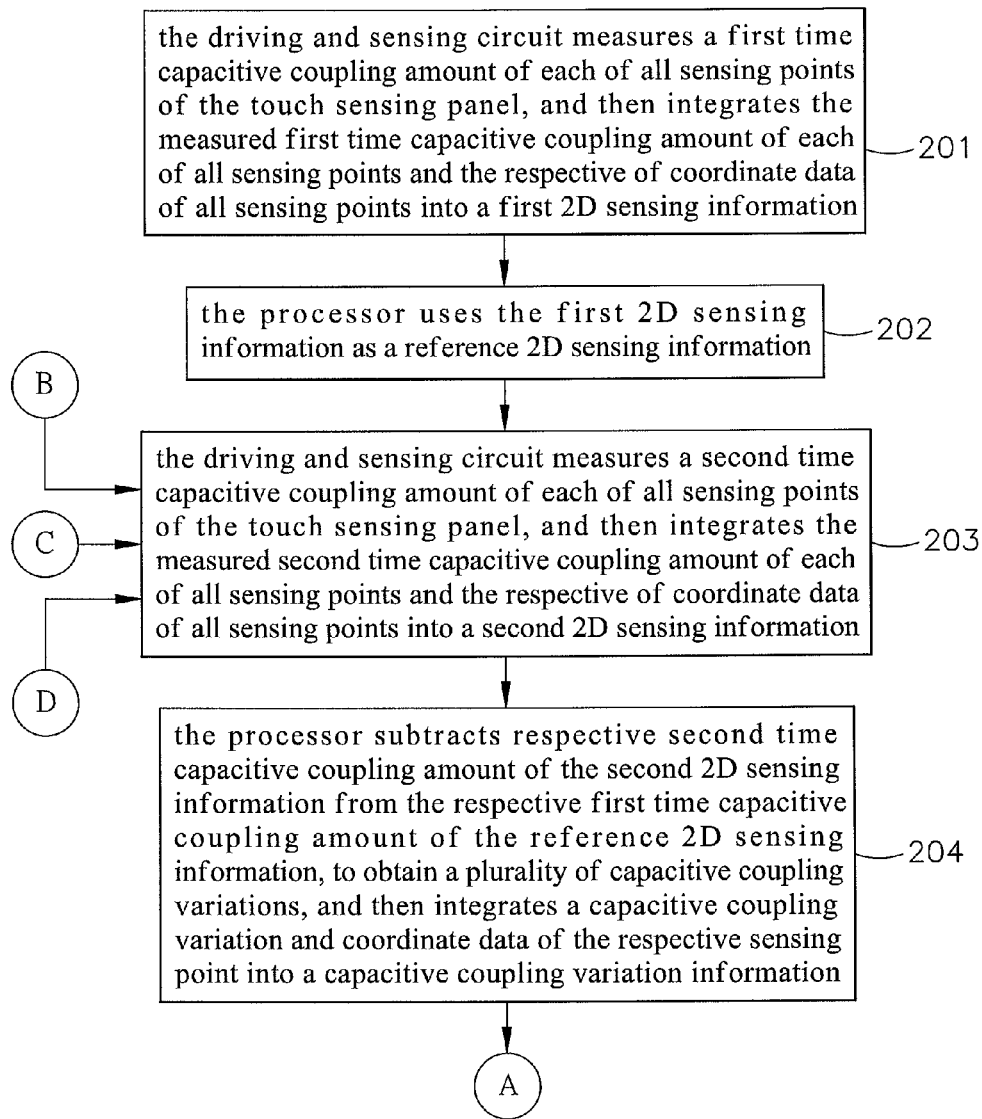 the driving and sensing circuit measures a first time
capacitive coupling amount of each of all sensing points
of the touch sensing panel, and then integrates the
measured first time capacitive coupling amount of each
of all sensing points and the respective of coordinate data
of all sensing points into a first 2D sensing information
201
the processor uses the first 2D sensing
information as a reference 2D sensing information
202
B
the driving and sensing circuit measures a second time
capacitive coupling amount of each of all sensing points
of the touch sensing panel, and then integrates the
measured second time capacitive coupling amount of each
of all sensing points and the respective of coordinate data
of all sensing points into a second 2D sensing information
C
203
D
the processor subtracts respective second time
capacitive coupling amount of the second 2D sensing
information from the respective first time capacitive
coupling amount of the reference 2D sensing
information, to obtain a plurality of capacitive coupling
variations, and then integrates a capacitive coupling
variation and coordinate data of the respective sensing
point into a capacitive coupling variation information
204
A